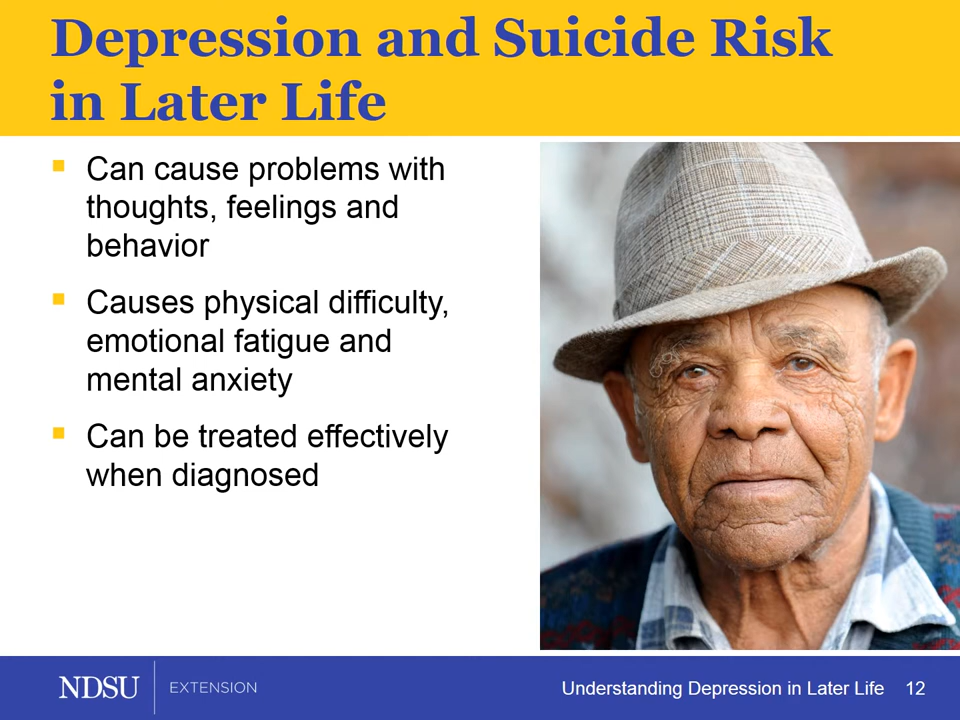 Depression and Suicide Risk
in Later Life
▪ Can cause problems with
thoughts, feelings and
behavior
▪ Causes physical difficulty,
emotional fatigue and
mental anxiety
▪ Can be treated effectively
when diagnosed
NDSU EXTENSION
Understanding Depression in Later Life 12